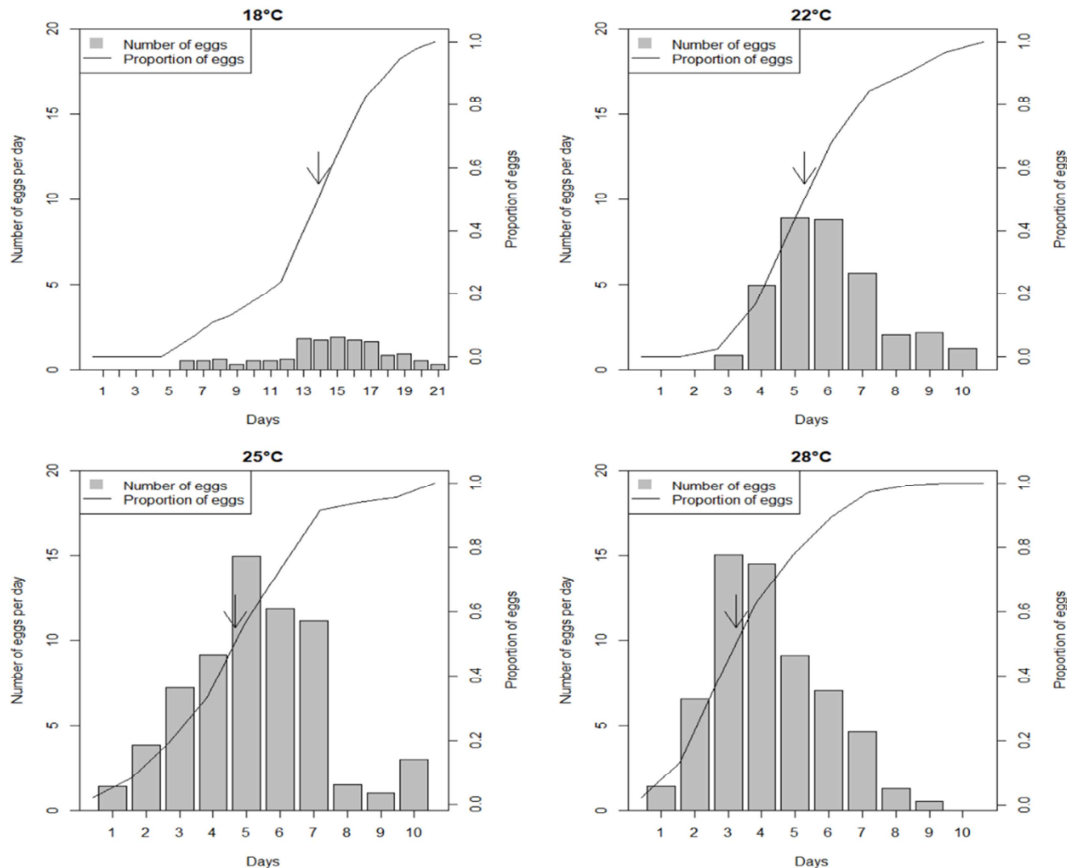 18°C
Number of eggs
Proportion of eggs
Number of eggs per day
0 5 10 15 20
Proportion of eggs
0.0 0.2 0.4 0.6 0.8 1.0
1 3 5 7 9 11 13 15 17 19 21
Days
22°C
Number of eggs
Proportion of eggs
Number of eggs per day
0 5 10 15 20
Proportion of eggs
0.0 0.2 0.4 0.6 0.8 1.0
1 2 3 4 5 6 7 8 9 10
Days
25°C
Number of eggs
Proportion of eggs
Number of eggs per day
0 5 10 15 20
Proportion of eggs
0.0 0.2 0.4 0.6 0.8 1.0
1 2 3 4 5 6 7 8 9 10
Days
28°C
Number of eggs
Proportion of eggs
Number of eggs per day
0 5 10 15 20
Proportion of eggs
0.0 0.2 0.4 0.6 0.8 1.0
1 2 3 4 5 6 7 8 9 10
Days